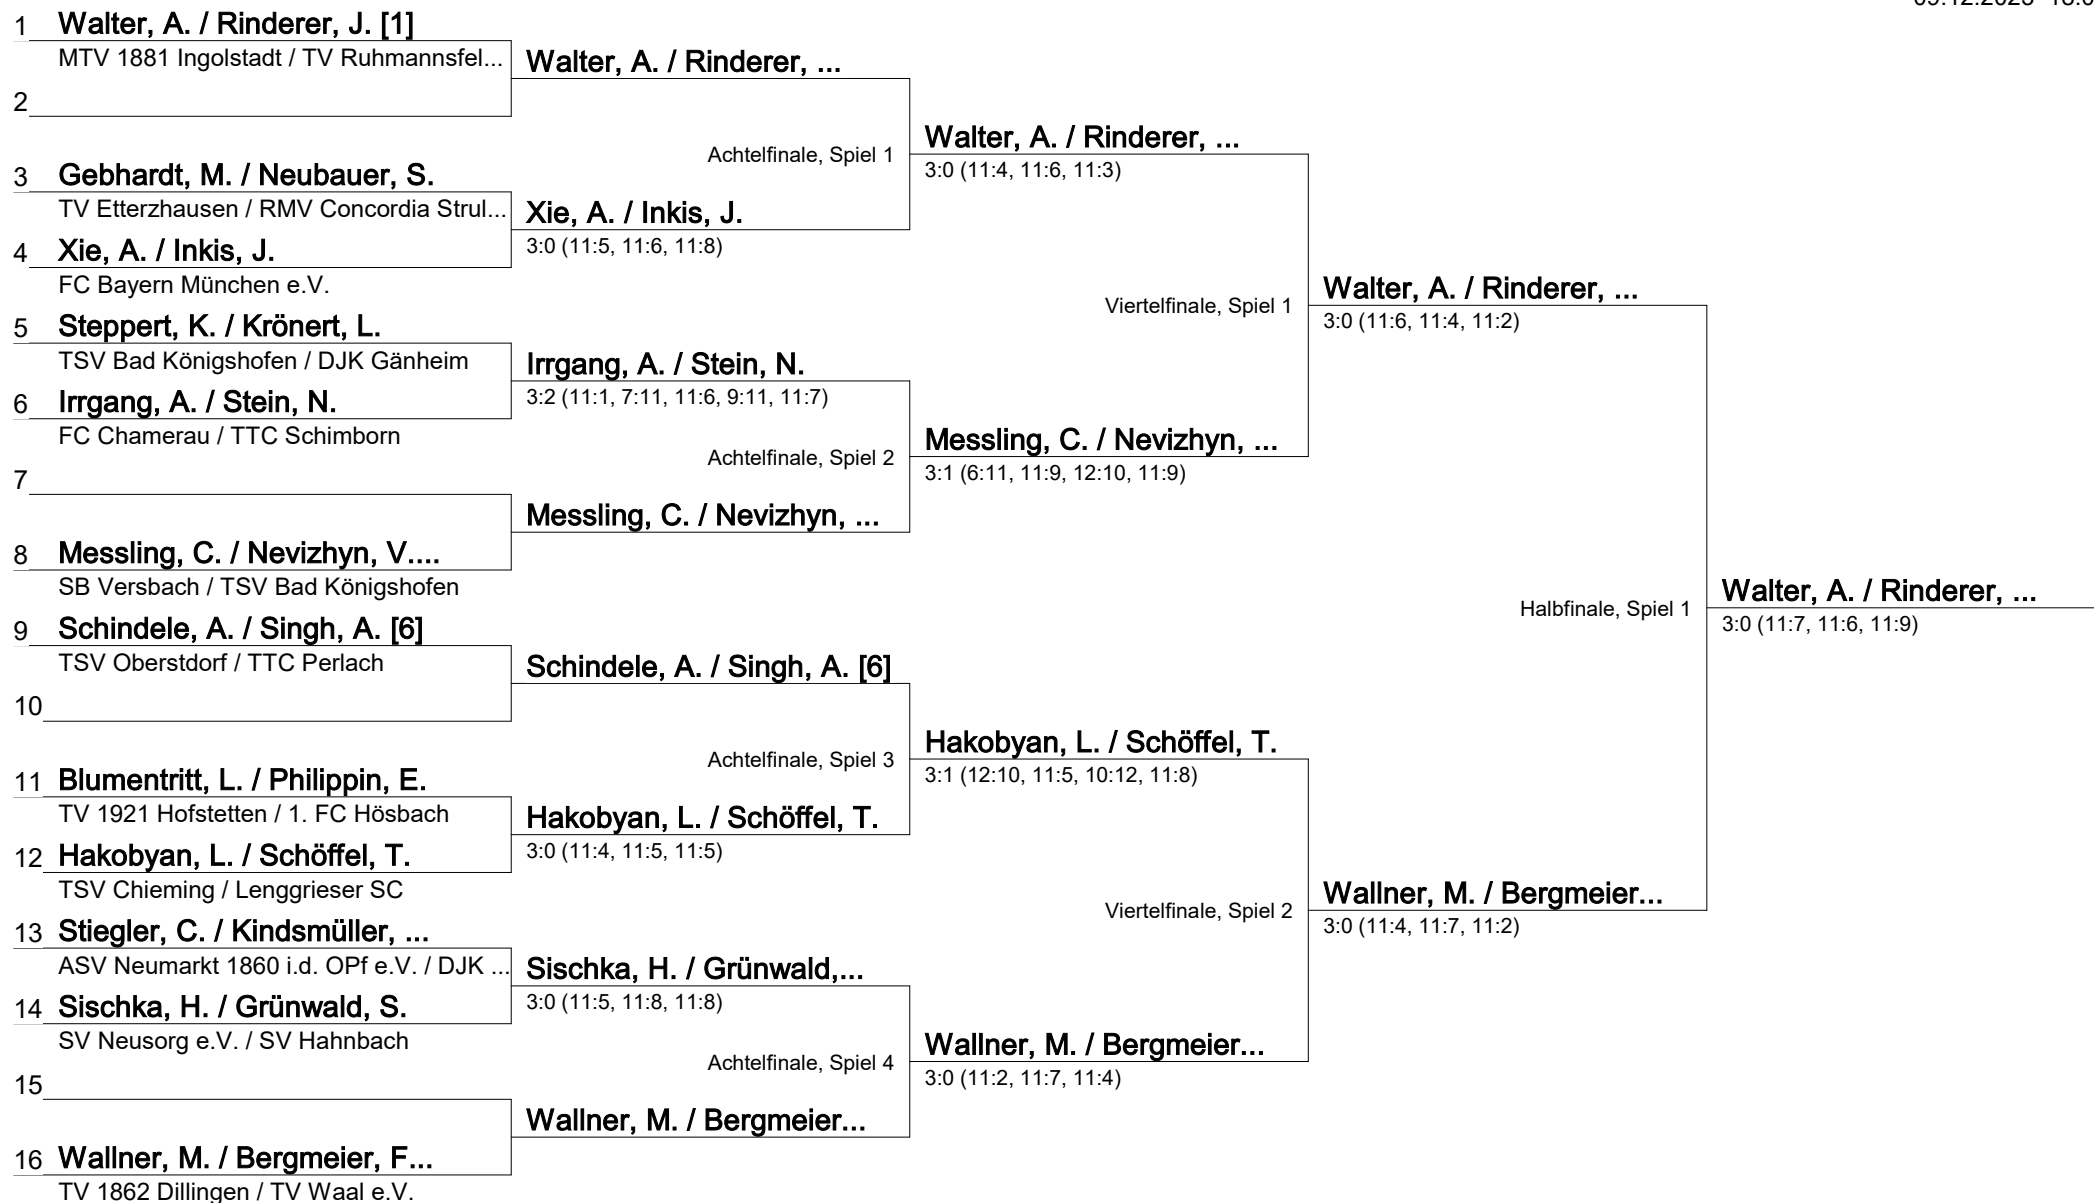 1 Walter, A. / Rinderer, J. [1]
MTV 1881 Ingolstadt / TV Ruhmannsfel...
Walter, A. / Rinderer, ...
2
Achtelfinale, Spiel 1
Walter, A. / Rinderer, ...
3:0 (11:4, 11:6, 11:3)
3 Gebhardt, M. / Neubauer, S.
TV Etterzhausen / RMV Concordia Strul...
Xie, A. / Inkis, J.
3:0 (11:5, 11:6, 11:8)
4 Xie, A. / Inkis, J.
FC Bayern München e.V.
Viertelfinale, Spiel 1
Walter, A. / Rinderer, ...
3:0 (11:6, 11:4, 11:2)
5 Steppert, K. / Krönert, L.
TSV Bad Königshofen / DJK Gänheim
Irrgang, A. / Stein, N.
3:2 (11:1, 7:11, 11:6, 9:11, 11:7)
6 Irrgang, A. / Stein, N.
FC Chamerau / TTC Schimborn
Achtelfinale, Spiel 2
Messling, C. / Nevizhyn, ...
3:1 (6:11, 11:9, 12:10, 11:9)
7
Messling, C. / Nevizhyn, ...
8 Messling, C. / Nevizhyn, V....
SB Versbach / TSV Bad Königshofen
Halbfinale, Spiel 1
Walter, A. / Rinderer, ...
3:0 (11:7, 11:6, 11:9)
9 Schindele, A. / Singh, A. [6]
TSV Oberstdorf / TTC Perlach
Schindele, A. / Singh, A. [6]
10
Achtelfinale, Spiel 3
Hakobyan, L. / Schöffel, T.
3:1 (12:10, 11:5, 10:12, 11:8)
11 Blumentritt, L. / Philippin, E.
TV 1921 Hofstetten / 1. FC Hösbach
Hakobyan, L. / Schöffel, T.
3:0 (11:4, 11:5, 11:5)
12 Hakobyan, L. / Schöffel, T.
TSV Chieming / Lenggrieser SC
Viertelfinale, Spiel 2
Wallner, M. / Bergmeier...
3:0 (11:4, 11:7, 11:2)
13 Stiegler, C. / Kindsmüller, ...
ASV Neumarkt 1860 i.d. OPf e.V. / DJK ...
Sischka, H. / Grünwald,...
3:0 (11:5, 11:8, 11:8)
14 Sischka, H. / Grünwald, S.
SV Neusorg e.V. / SV Hahnbach
Achtelfinale, Spiel 4
Wallner, M. / Bergmeier...
3:0 (11:2, 11:7, 11:4)
15
Wallner, M. / Bergmeier...
16 Wallner, M. / Bergmeier, F...
TV 1862 Dillingen / TV Waal e.V.